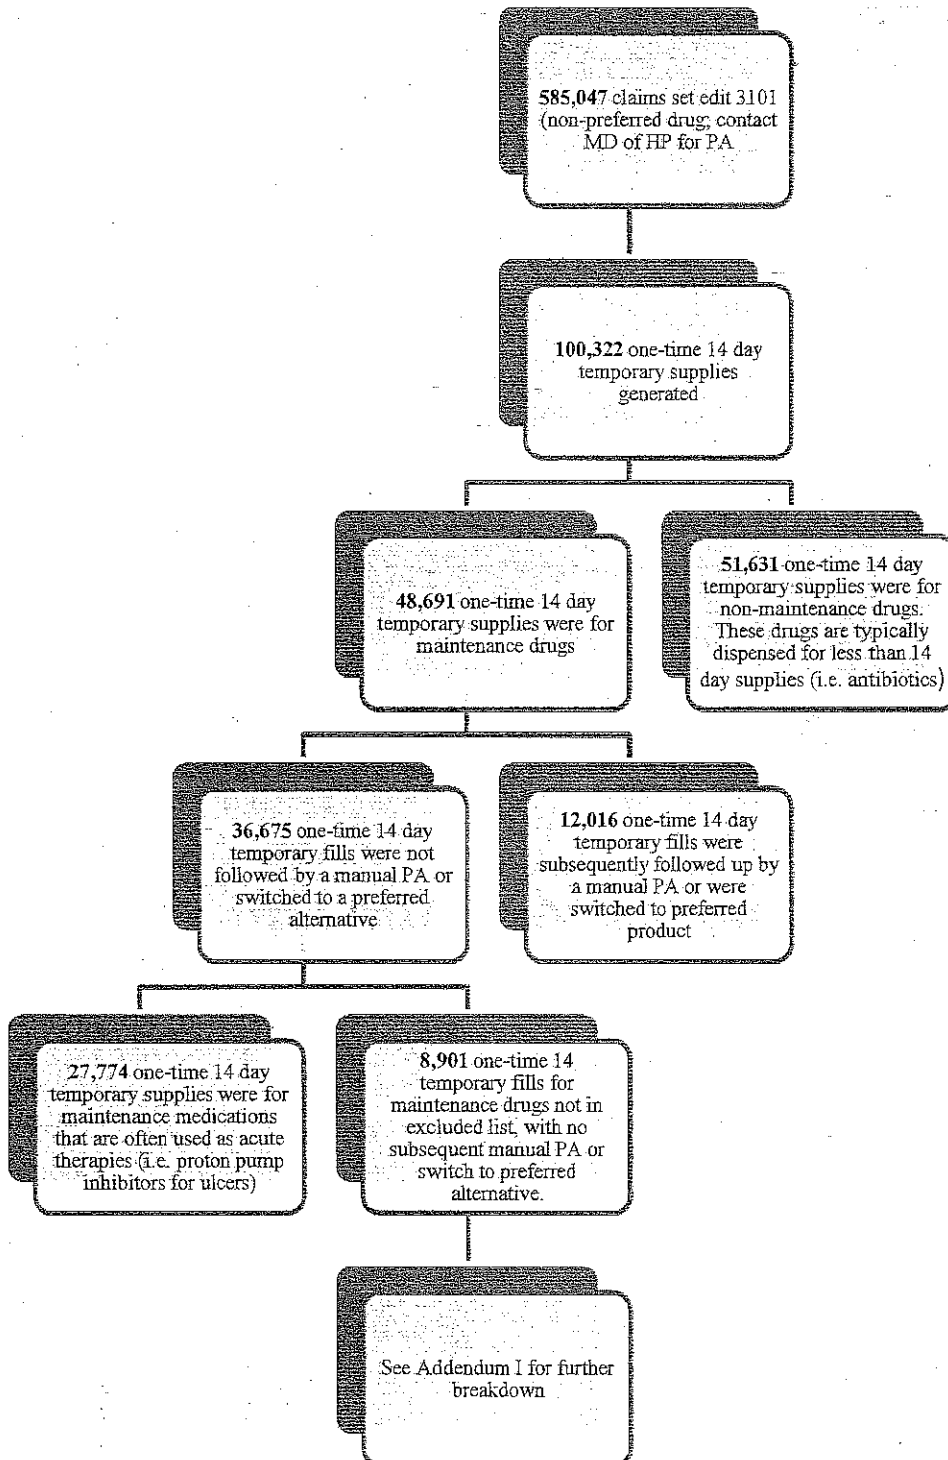 585,047 claims set edit 3101
(non-preferred drug; contact
MD of HP for PA
100,322 one-time 14 day
temporary supplies
generated
48,691 one-time 14 day
temporary supplies were for
maintenance drugs
51,631 one-time 14 day
temporary supplies were for
non-maintenance drugs.
These drugs are typically
dispensed for less than 14
day supplies (i.e. antibiotics)
36,675 one-time 14 day
temporary fills were not
followed by a manual PA or
switched to a preferred
alternative
12,016 one-time 14 day
temporary fills were
subsequently followed up by
a manual PA or were
switched to preferred
product
27,774 one-time 14 day
temporary supplies were for
maintenance medications
that are often used as acute
therapies (i.e. proton pump
inhibitors for ulcers)
8,901 one-time 14
temporary fills for
maintenance drugs not in
excluded list, with no
subsequent manual PA or
switch to preferred
alternative.
See Addendum I for further
breakdown